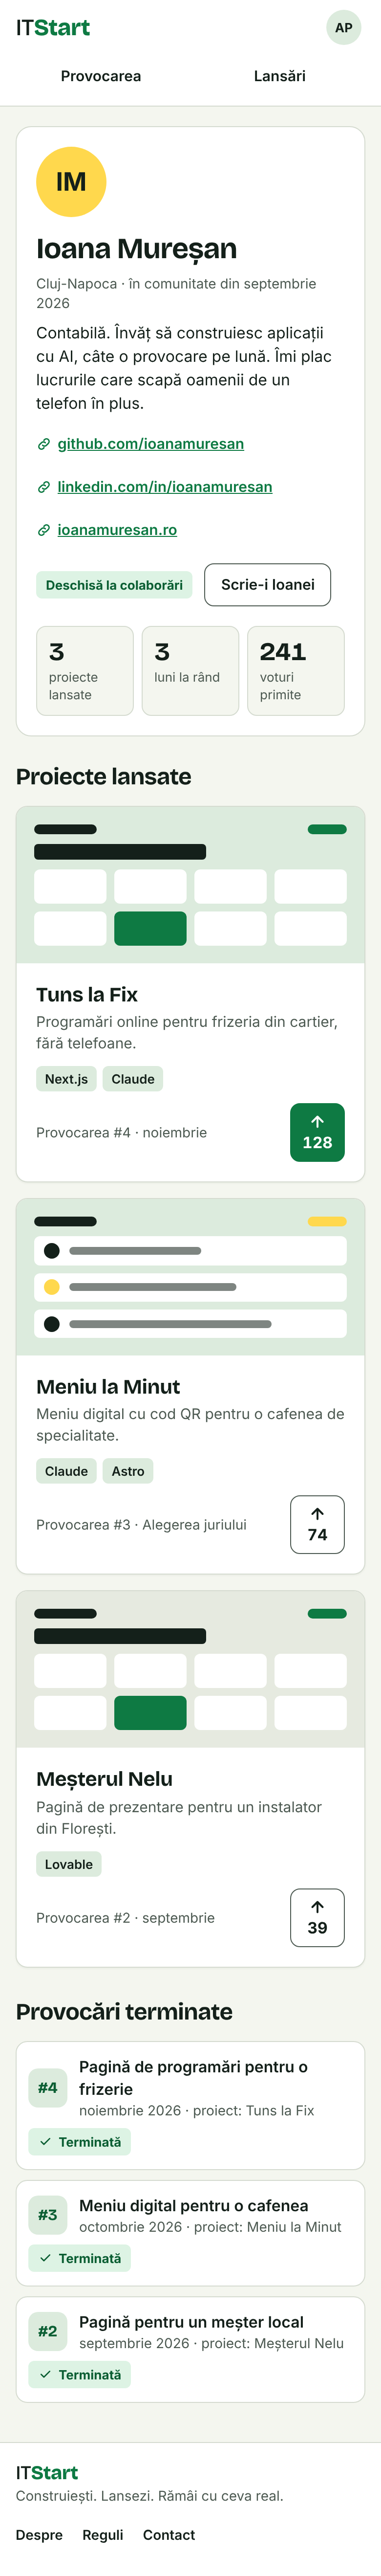 ITStart
AP
Provocarea
Lansări
IM
Ioana Mureșan
Cluj-Napoca · în comunitate din septembrie
2026
Contabilă. Învăț să construiesc aplicații
cu AI, câte o provocare pe lună. Îmi plac
lucrurile care scapă oamenii de un
telefon în plus.
github.com/ioanamuresan
linkedin.com/in/ioanamuresan
ioanamuresan.ro
Deschisă la colaborări
Scrie-i Ioanei
3
proiecte
lansate
3
luni la rând
241
voturi
primite
Proiecte lansate
Tuns la Fix
Programări online pentru frizeria din cartier,
fără telefoane.
Next.js
Claude
Provocarea #4 · noiembrie
↑
128
Meniu la Minut
Meniu digital cu cod QR pentru o cafenea de
specialitate.
Claude
Astro
Provocarea #3 · Alegerea juriului
↑
74
Meșterul Nelu
Pagină de prezentare pentru un instalator
din Florești.
Lovable
Provocarea #2 · septembrie
↑
39
Provocări terminate
#4
Pagină de programări pentru o
frizerie
noiembrie 2026 · proiect: Tuns la Fix
✓ Terminată
#3
Meniu digital pentru o cafenea
octombrie 2026 · proiect: Meniu la Minut
✓ Terminată
#2
Pagină pentru un meșter local
septembrie 2026 · proiect: Meșterul Nelu
✓ Terminată
ITStart
Construiești. Lansezi. Rămâi cu ceva real.
Despre
Reguli
Contact